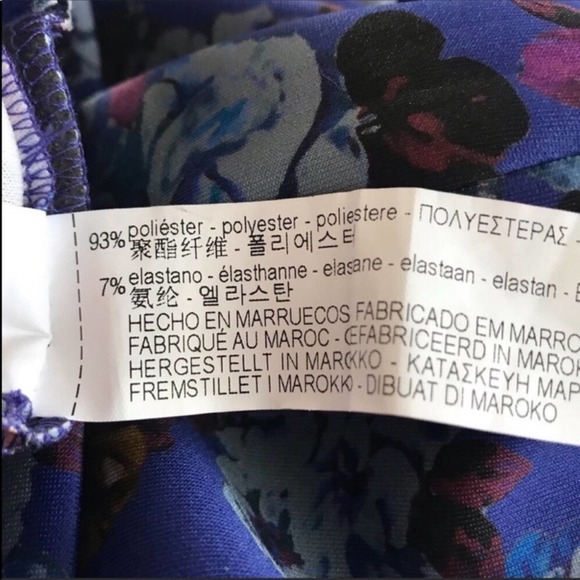 93% poliéster - polyester - poliestere - ΠΟΛΥΕΣΤΕΡΑΣ -
聚酯纤维 - 폴리에스터
7% elastano - élasthanne - elasane - elastaan - elastan -
氨纶 - 엘라스탄
HECHO EN MARRUECOS FABRICADO EM MARRO
FABRIQUÉ AU MAROC - GEFABRICEERD IN MAROK
HERGESTELLT IN MAROKKO - ΚΑΤΑΣΚΕΥΗ ΜΑΡ
FREMSTILLET I MAROKKO - DIBUAT DI MAROKO